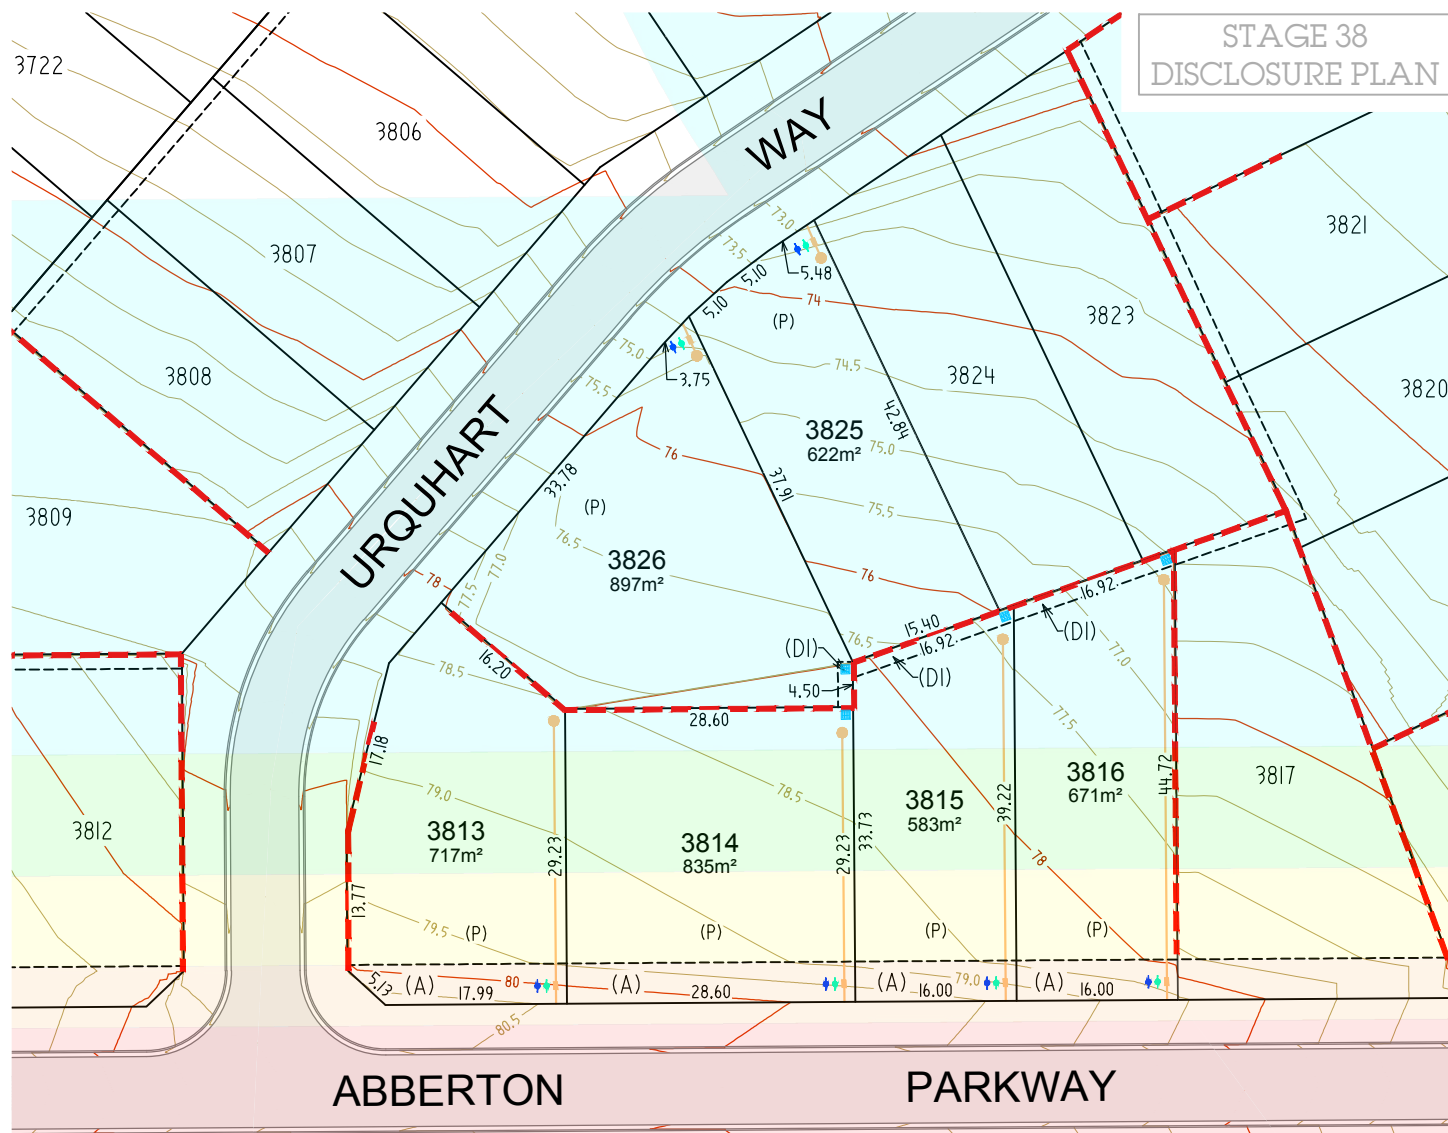 STAGE 38
DISCLOSURE PLAN
3722
3806
WAY
3821
3807
73.0
73.5
5.48
5.10
5.10
74
(P)
3823
75.0
3.75
74.5
3808
75.5
3824
3820
42.84
3825
622m²
75.0
76
URQUHART
33.78
37.91
(P)
75.5
3809
76.5
3826
897m²
77.0
76
78
77.5
16.92
15.40
(DI)
76.5
16.92
(DI)
(DI)
77.0
16.20
78.5
4.50
28.60
77.5
17.18
44.72
3816
671m²
3817
79.0
78.5
3815
583m²
39.22
3812
3813
717m²
29.23
3814
835m²
29.23
33.73
78
13.77
79.5
(P)
(P)
(P)
(P)
5.13
(A)
80
17.99
(A)
28.60
(A)
79.0
16.00
(A)
16.00
80.5
ABBERTON PARKWAY